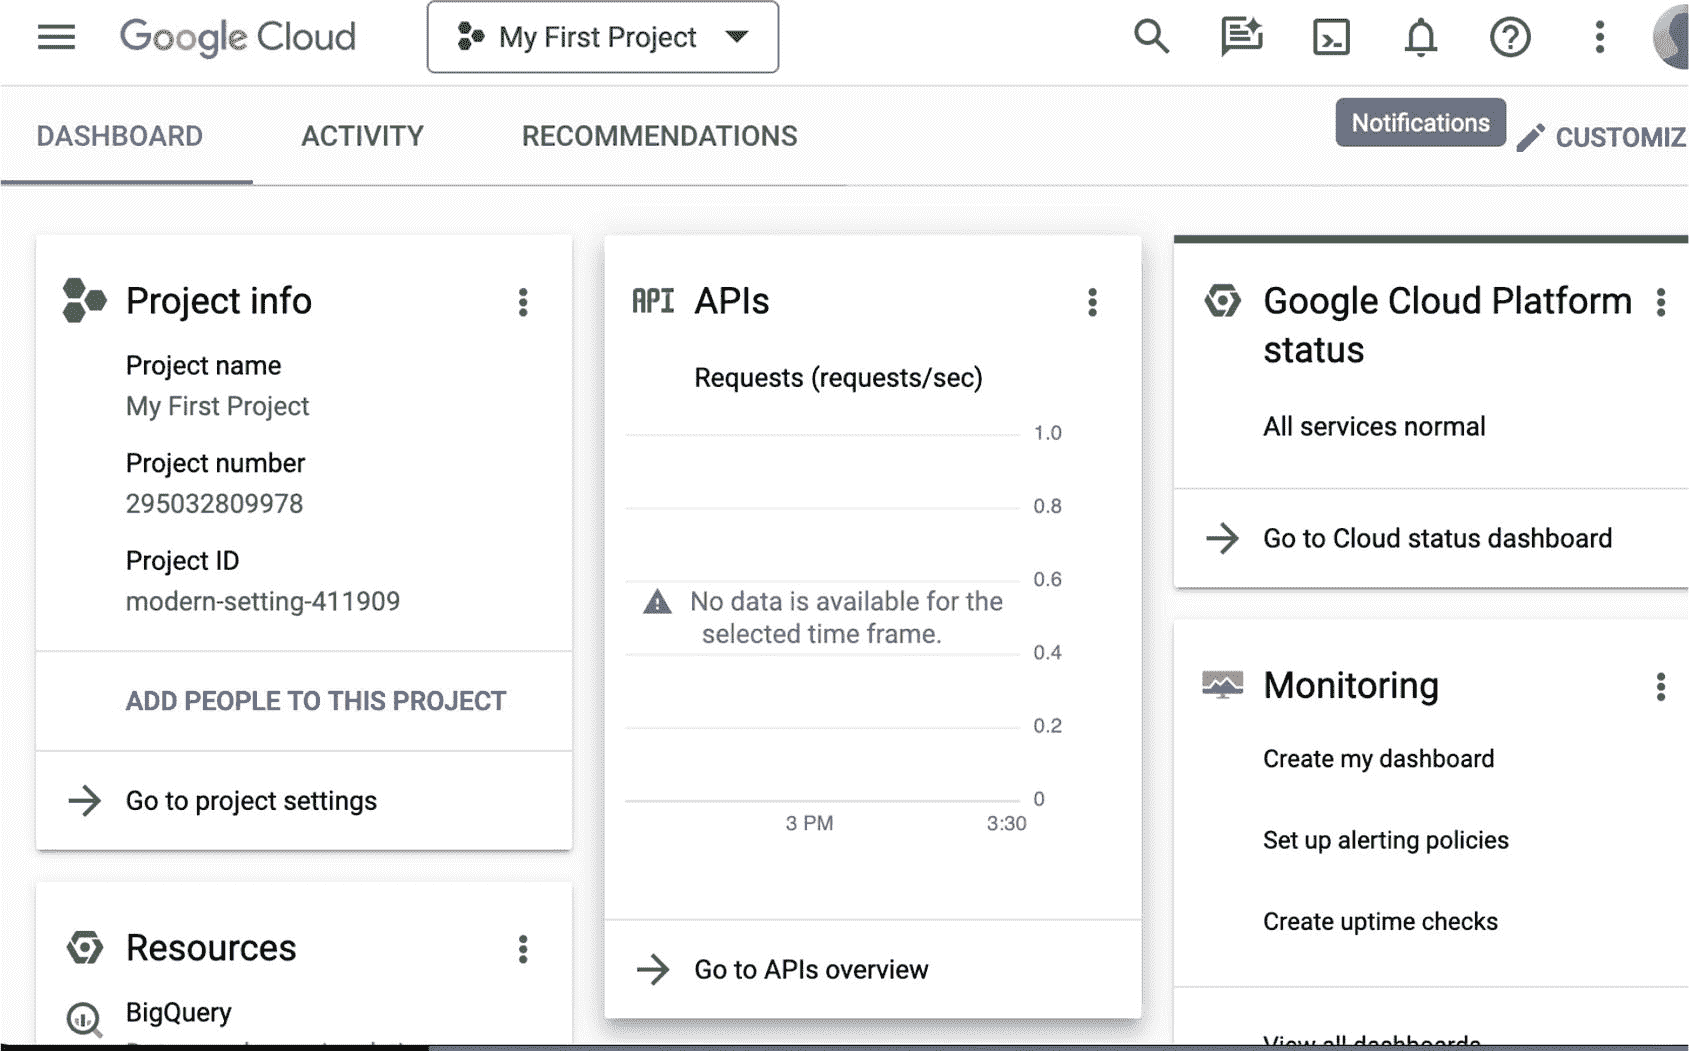 Google Cloud
My First Project
Notifications
DASHBOARD
ACTIVITY
RECOMMENDATIONS
CUSTOMIZ
Project info
Project name
My First Project
Project number
295032809978
Project ID
modern-setting-411909
ADD PEOPLE TO THIS PROJECT
Go to project settings
Resources
BigQuery
API APIs
Requests (requests/sec)
1.0
0.8
0.6
No data is available for the
selected time frame.
0.4
0.2
0
3 PM
3:30
Go to APIs overview
Google Cloud Platform
status
All services normal
Go to Cloud status dashboard
Monitoring
Create my dashboard
Set up alerting policies
Create uptime checks
View all dashboards